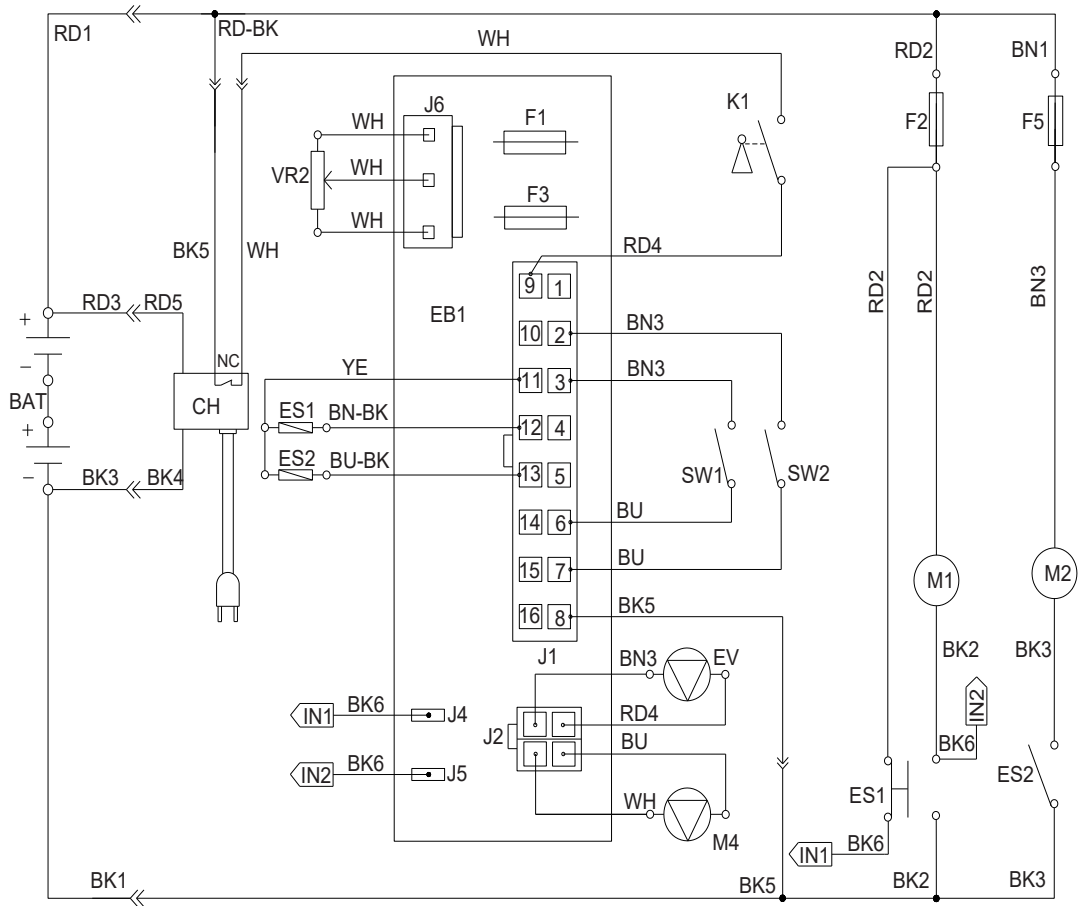 RD1
RD-BK
WH
RD2
BN1
J6
F1
K1
F2
F5
WH
VR2
WH
F3
WH
RD4
BK5
WH
RD2
RD2
BN3
RD3
RD5
9
1
+
EB1
10
2
BN3
−
NC
YE
11
3
BN3
BAT
CH
ES1
BN-BK
12
4
+
ES2
BU-BK
13
5
SW1
SW2
−
BK3
BK4
14
6
BU
15
7
BU
M1
M2
16
8
BK5
J1
BN3
EV
BK2
BK3
IN2
IN1
BK6
J4
RD4
J2
BU
BK6
IN2
BK6
J5
ES1
ES2
WH
M4
IN1
BK6
BK1
BK5
BK2
BK3